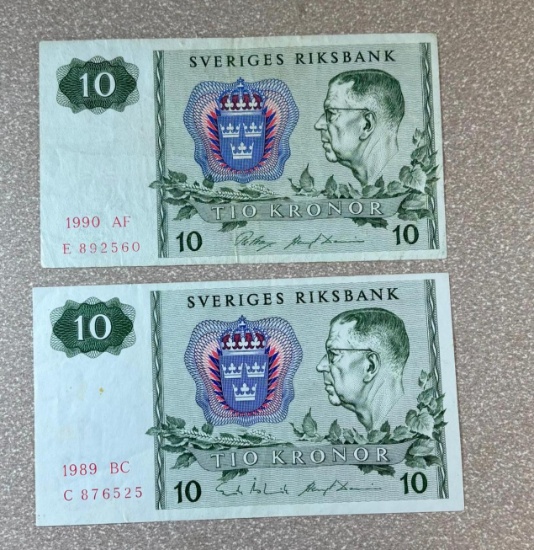 10
SVERIGES RIKSBANK
TIO KRONOR
1990 AF
E 892560
10
10
10
SVERIGES RIKSBANK
TIO KRONOR
1989 BC
C 876525
10
10